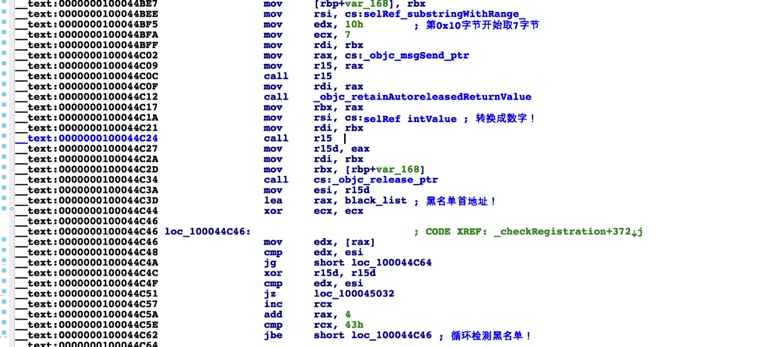 __text:0000000100044BE7 mov [rbp+var_168], rbx
__text:0000000100044BEE mov rsi, cs:selRef_substringWithRange_
__text:0000000100044BF5 mov edx, 10h ; 第0x10字节开始取7字节
__text:0000000100044BFA mov ecx, 7
__text:0000000100044BFF mov rdi, rbx
__text:0000000100044C02 mov rax, cs:_objc_msgSend_ptr
__text:0000000100044C09 mov r15, rax
__text:0000000100044C0C call r15
__text:0000000100044C0F mov rdi, rax
__text:0000000100044C12 call _objc_retainAutoreleasedReturnValue
__text:0000000100044C17 mov rbx, rax
__text:0000000100044C1A mov rsi, cs:selRef_intValue ; 转换成数字！
__text:0000000100044C21 mov rdi, rbx
__text:0000000100044C24 call r15
__text:0000000100044C27 mov r15d, eax
__text:0000000100044C2A mov rdi, rbx
__text:0000000100044C2D mov rbx, [rbp+var_168]
__text:0000000100044C34 call cs:_objc_release_ptr
__text:0000000100044C3A mov esi, r15d
__text:0000000100044C3D lea rax, black_list ; 黑名单首地址！
__text:0000000100044C44 xor ecx, ecx
__text:0000000100044C46
__text:0000000100044C46 loc_100044C46: ; CODE XREF: _checkRegistration+372↓j
__text:0000000100044C46 mov edx, [rax]
__text:0000000100044C48 cmp edx, esi
__text:0000000100044C4A jg short loc_100044C64
__text:0000000100044C4C xor r15d, r15d
__text:0000000100044C4F cmp edx, esi
__text:0000000100044C51 jz loc_100045032
__text:0000000100044C57 inc rcx
__text:0000000100044C5A add rax, 4
__text:0000000100044C5E cmp rcx, 43h
__text:0000000100044C62 jbe short loc_100044C46 ; 循环检测黑名单！
__text:0000000100044C64